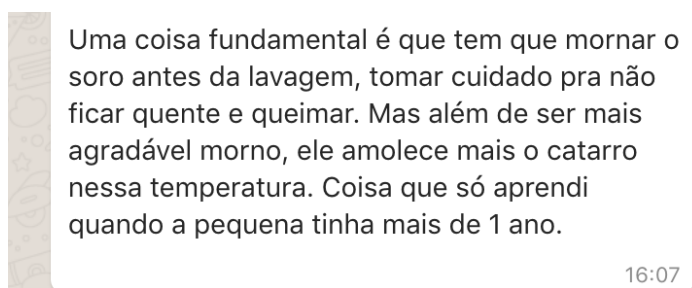 Uma coisa fundamental é que tem que mornar o
soro antes da lavagem, tomar cuidado pra não
ficar quente e queimar. Mas além de ser mais
agradável morno, ele amolece mais o catarro
nessa temperatura. Coisa que só aprendi
quando a pequena tinha mais de 1 ano.
16:07